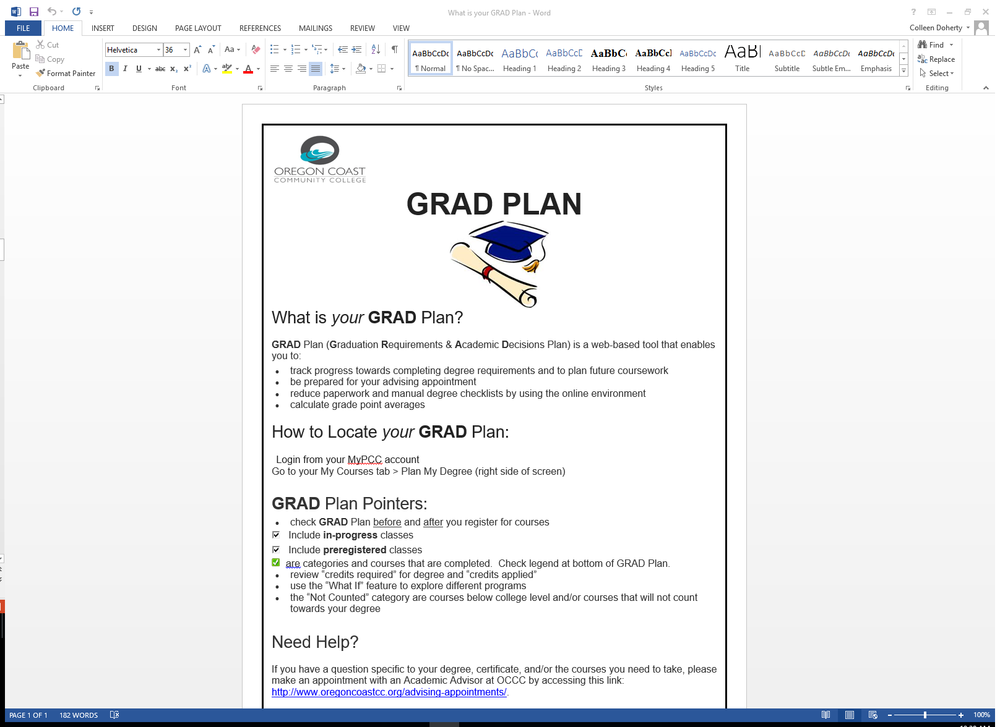 What is your GRAD Plan - Word
FILE HOME INSERT DESIGN PAGE LAYOUT REFERENCES MAILINGS REVIEW VIEW
Colleen Doherty
Paste
Cut
Copy
Format Painter
Clipboard
Helvetica 36
Font
Paragraph
AaBbCcDc AaBbCcDc AaBbC AaBbCcD AaBbC AaBbCcI AaBbCcDc AaBl AaBbCcD AaBbCcDc AaBbCcDc
¶ Normal ¶ No Spac... Heading 1 Heading 2 Heading 3 Heading 4 Heading 5 Title Subtitle Subtle Em... Emphasis
Styles
Find
Replace
Select
Editing
OREGON COAST
COMMUNITY COLLEGE
GRAD PLAN
What is your GRAD Plan?
GRAD Plan (Graduation Requirements & Academic Decisions Plan) is a web-based tool that enables
you to:
• track progress towards completing degree requirements and to plan future coursework
• be prepared for your advising appointment
• reduce paperwork and manual degree checklists by using the online environment
• calculate grade point averages
How to Locate your GRAD Plan:
Login from your MyPCC account
Go to your My Courses tab > Plan My Degree (right side of screen)
GRAD Plan Pointers:
• check GRAD Plan before and after you register for courses
Include in-progress classes
Include preregistered classes
are categories and courses that are completed.  Check legend at bottom of GRAD Plan.
• review “credits required” for degree and “credits applied”
• use the “What If” feature to explore different programs
• the “Not Counted” category are courses below college level and/or courses that will not count
towards your degree
Need Help?
If you have a question specific to your degree, certificate, and/or the courses you need to take, please
make an appointment with an Academic Advisor at OCCC by accessing this link:
http://www.oregoncoastcc.org/advising-appointments/.
PAGE 1 OF 1 182 WORDS
100%